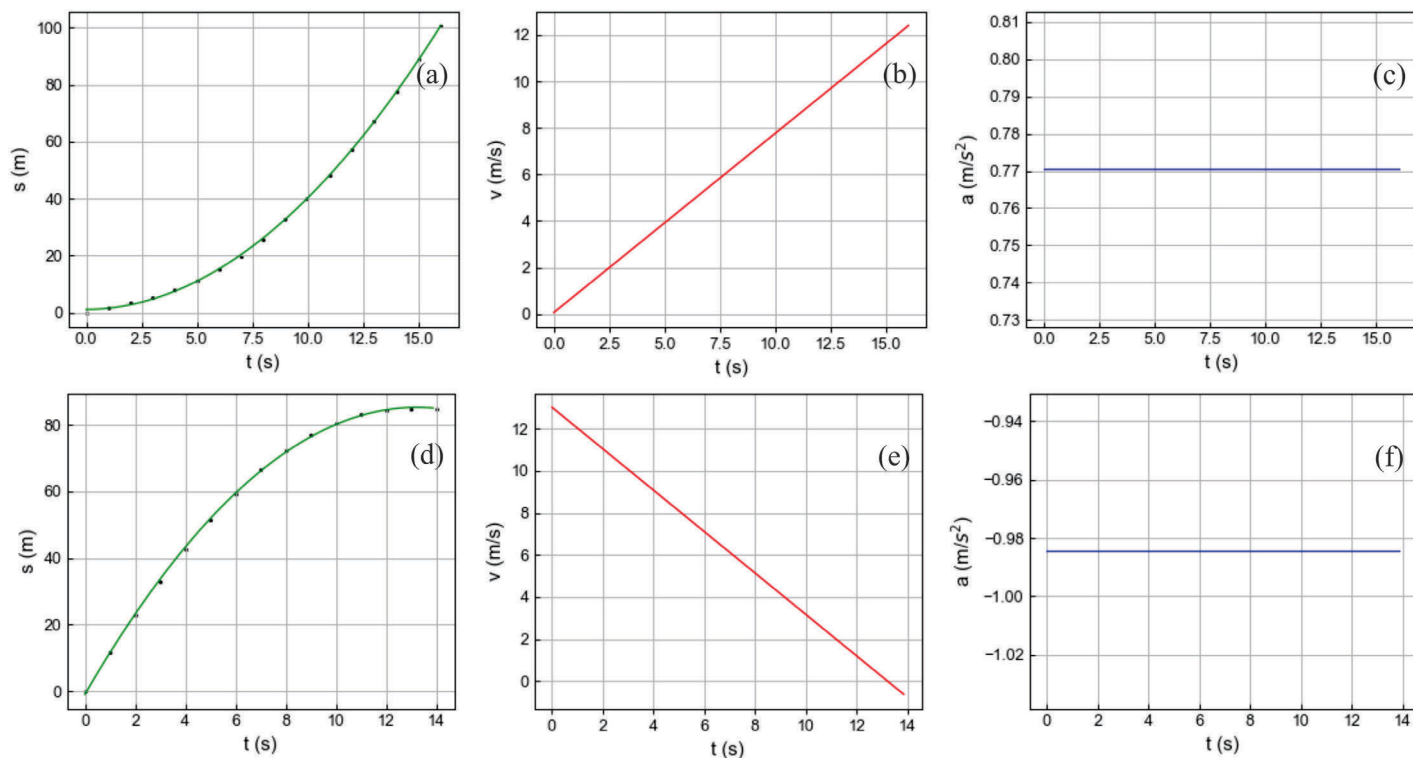 100
80
60
40
20
0
s (m)
(a)
0.0 2.5 5.0 7.5 10.0 12.5 15.0
t (s)
12
10
8
6
4
2
0
v (m/s)
(b)
0.0 2.5 5.0 7.5 10.0 12.5 15.0
t (s)
0.81
0.80
0.79
0.78
0.77
0.76
0.75
0.74
0.73
a (m/s²)
(c)
0.0 2.5 5.0 7.5 10.0 12.5 15.0
t (s)
80
60
40
20
0
s (m)
(d)
0 2 4 6 8 10 12 14
t (s)
12
10
8
6
4
2
0
v (m/s)
(e)
0 2 4 6 8 10 12 14
t (s)
−0.94
−0.96
−0.98
−1.00
−1.02
a (m/s²)
(f)
0 2 4 6 8 10 12 14
t (s)